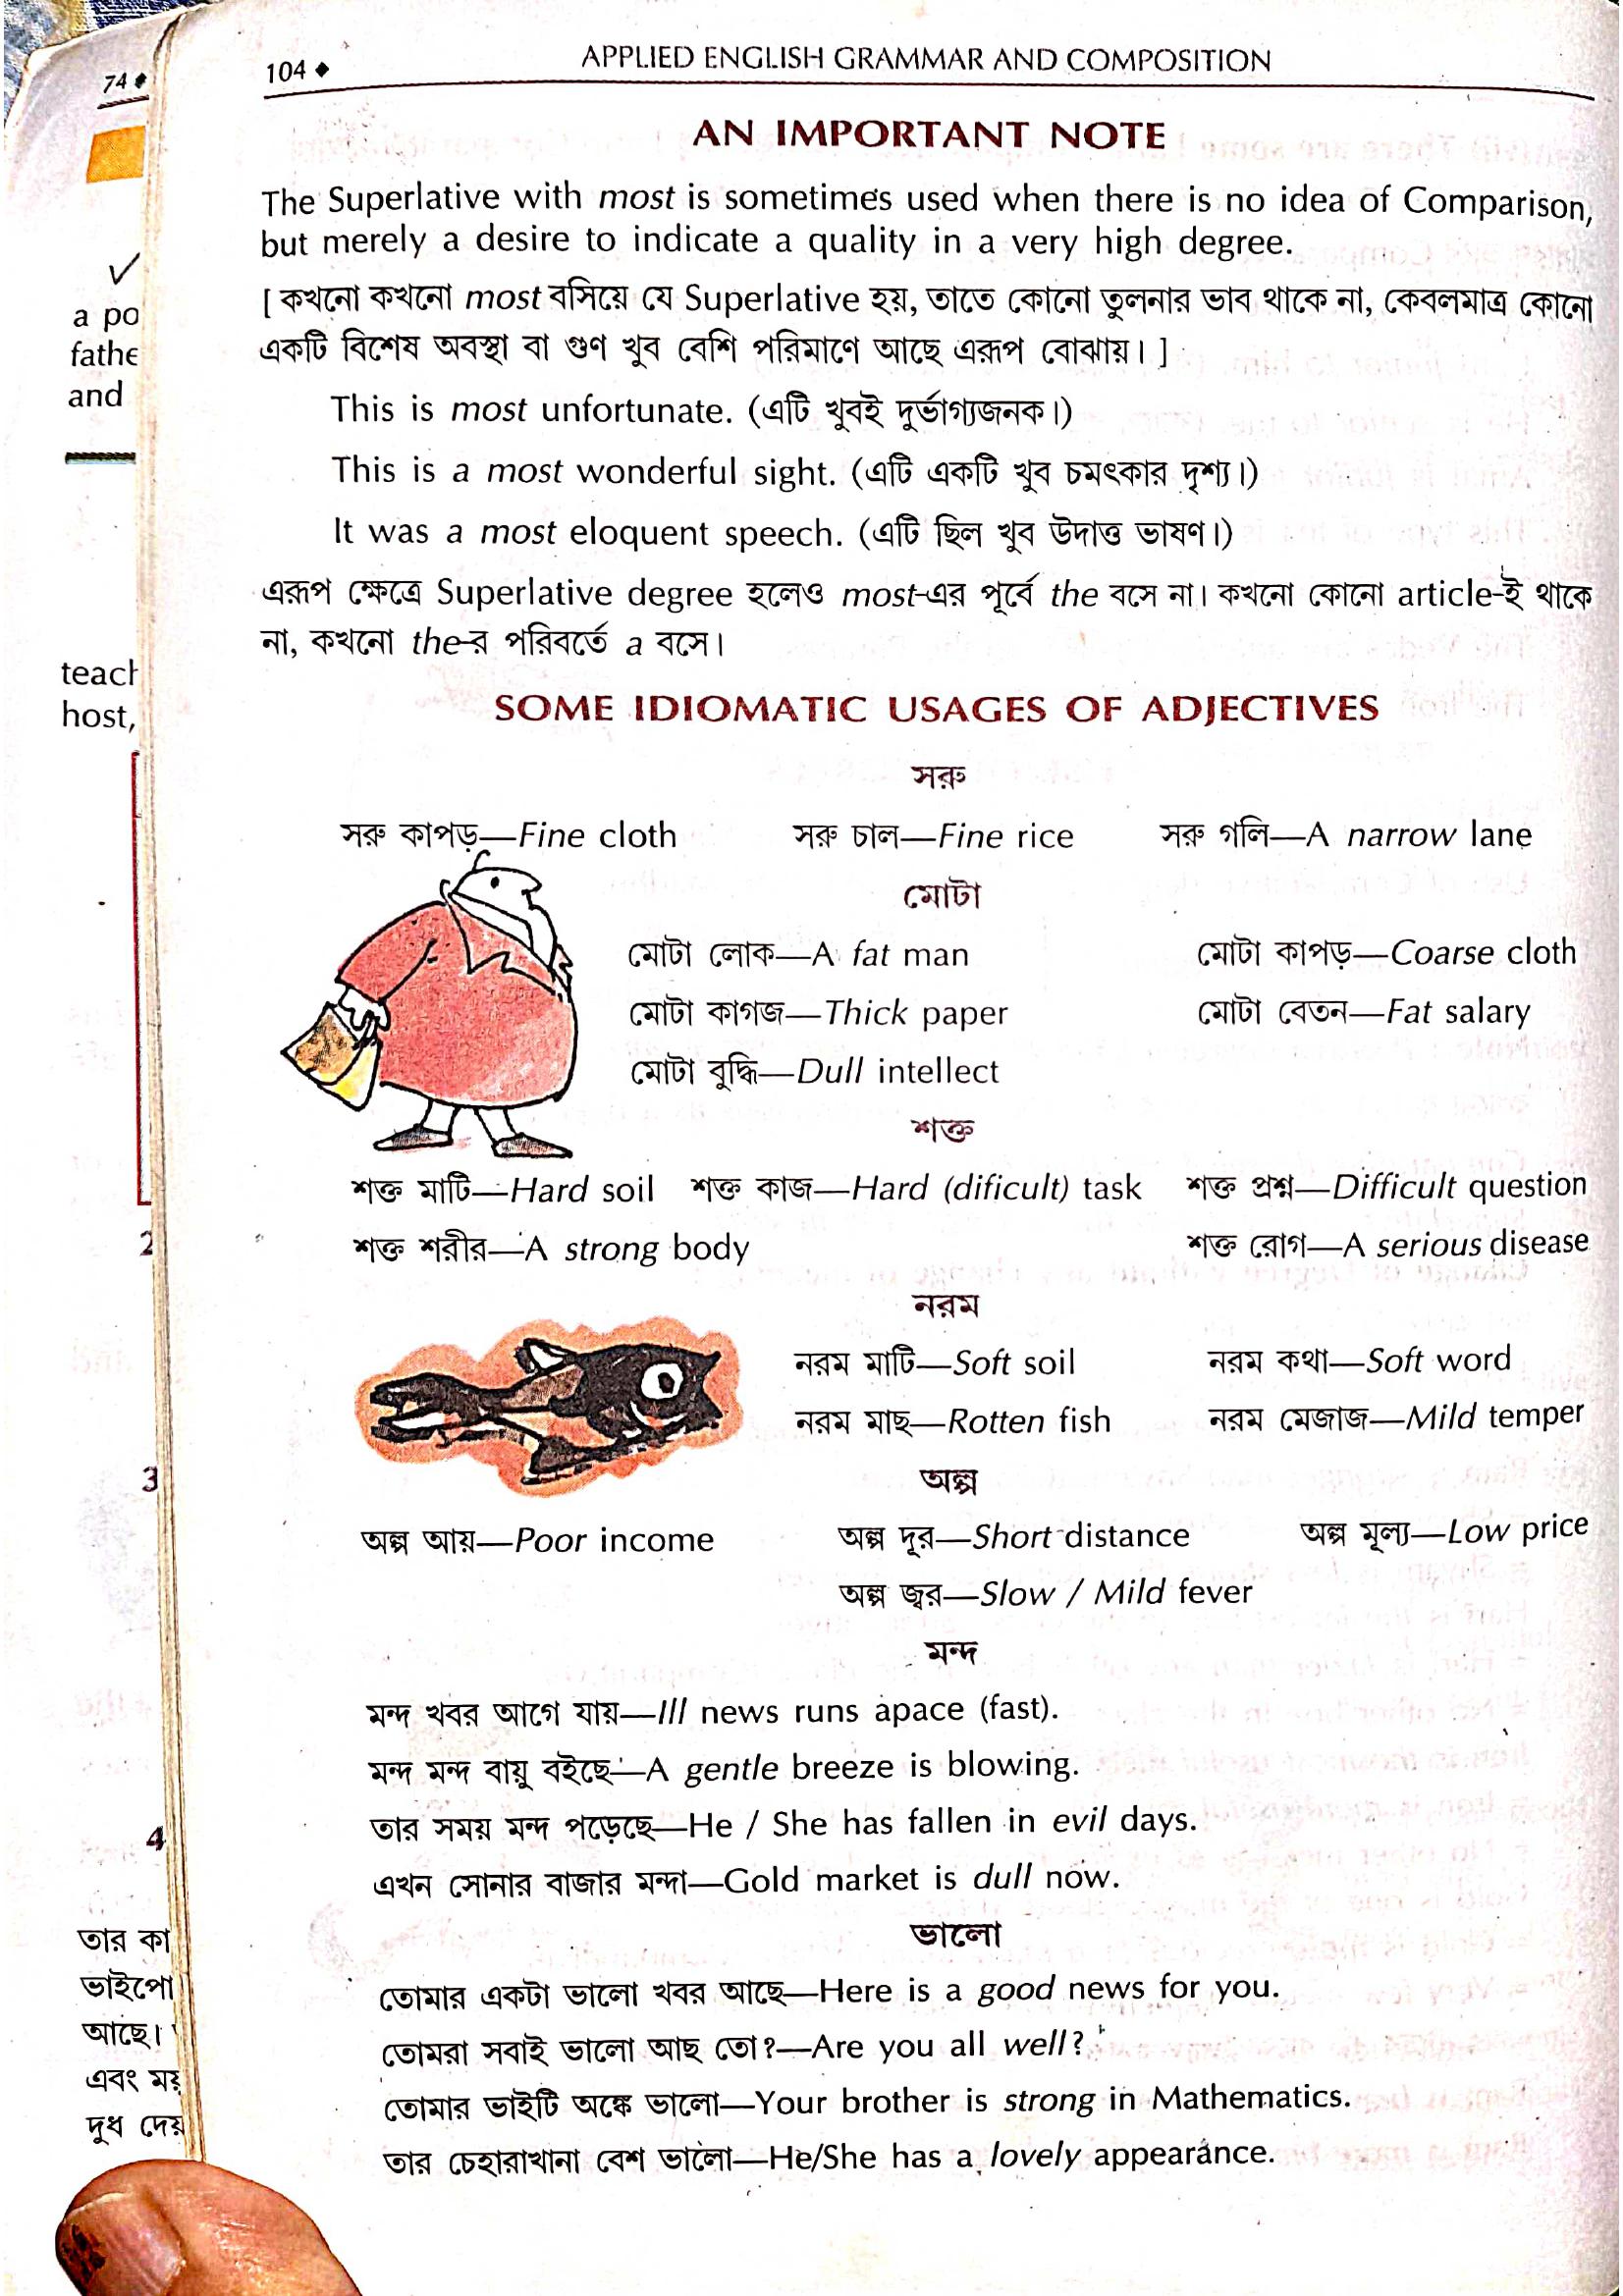 74 ♦
✓
a po
fathe
and
teach
host,
2
3
4
তার কা
ভাইপো
আছে।
এবং ময়
দুধ দেয়
104 ♦
APPLIED ENGLISH GRAMMAR AND COMPOSITION
AN IMPORTANT NOTE
The Superlative with most is sometimes used when there is no idea of Comparison,
but merely a desire to indicate a quality in a very high degree.
[ কখনো কখনো most বসিয়ে যে Superlative হয়, তাতে কোনো তুলনার ভাব থাকে না, কেবলমাত্র কোনো
একটি বিশেষ অবস্থা বা গুণ খুব বেশি পরিমাণে আছে এরূপ বোঝায়। ]
This is most unfortunate. (এটি খুবই দুর্ভাগ্যজনক।)
This is a most wonderful sight. (এটি একটি খুব চমৎকার দৃশ্য।)
It was a most eloquent speech. (এটি ছিল খুব উদাত্ত ভাষণ।)
এরূপ ক্ষেত্রে Superlative degree হলেও most-এর পূর্বে the বসে না। কখনো কোনো article-ই থাকে
না, কখনো the-র পরিবর্তে a বসে।
SOME IDIOMATIC USAGES OF ADJECTIVES
সরু
সরু কাপড়—Fine cloth সরু চাল—Fine rice সরু গলি—A narrow lane
মোটা
মোটা লোক—A fat man মোটা কাপড়—Coarse cloth
মোটা কাগজ—Thick paper মোটা বেতন—Fat salary
মোটা বুদ্ধি—Dull intellect
শক্ত
শক্ত মাটি—Hard soil শক্ত কাজ—Hard (dificult) task শক্ত প্রশ্ন—Difficult question
শক্ত শরীর—A strong body শক্ত রোগ—A serious disease
নরম
নরম মাটি—Soft soil নরম কথা—Soft word
নরম মাছ—Rotten fish নরম মেজাজ—Mild temper
অল্প
অল্প আয়—Poor income অল্প দূর—Short distance অল্প মূল্য—Low price
অল্প জ্বর—Slow / Mild fever
মন্দ
মন্দ খবর আগে যায়—Ill news runs apace (fast).
মন্দ মন্দ বায়ু বইছে—A gentle breeze is blowing.
তার সময় মন্দ পড়েছে—He / She has fallen in evil days.
এখন সোনার বাজার মন্দা—Gold market is dull now.
ভালো
তোমার একটা ভালো খবর আছে—Here is a good news for you.
তোমরা সবাই ভালো আছ তো?—Are you all well?
তোমার ভাইটি অঙ্কে ভালো—Your brother is strong in Mathematics.
তার চেহারাখানা বেশ ভালো—He/She has a lovely appearance.